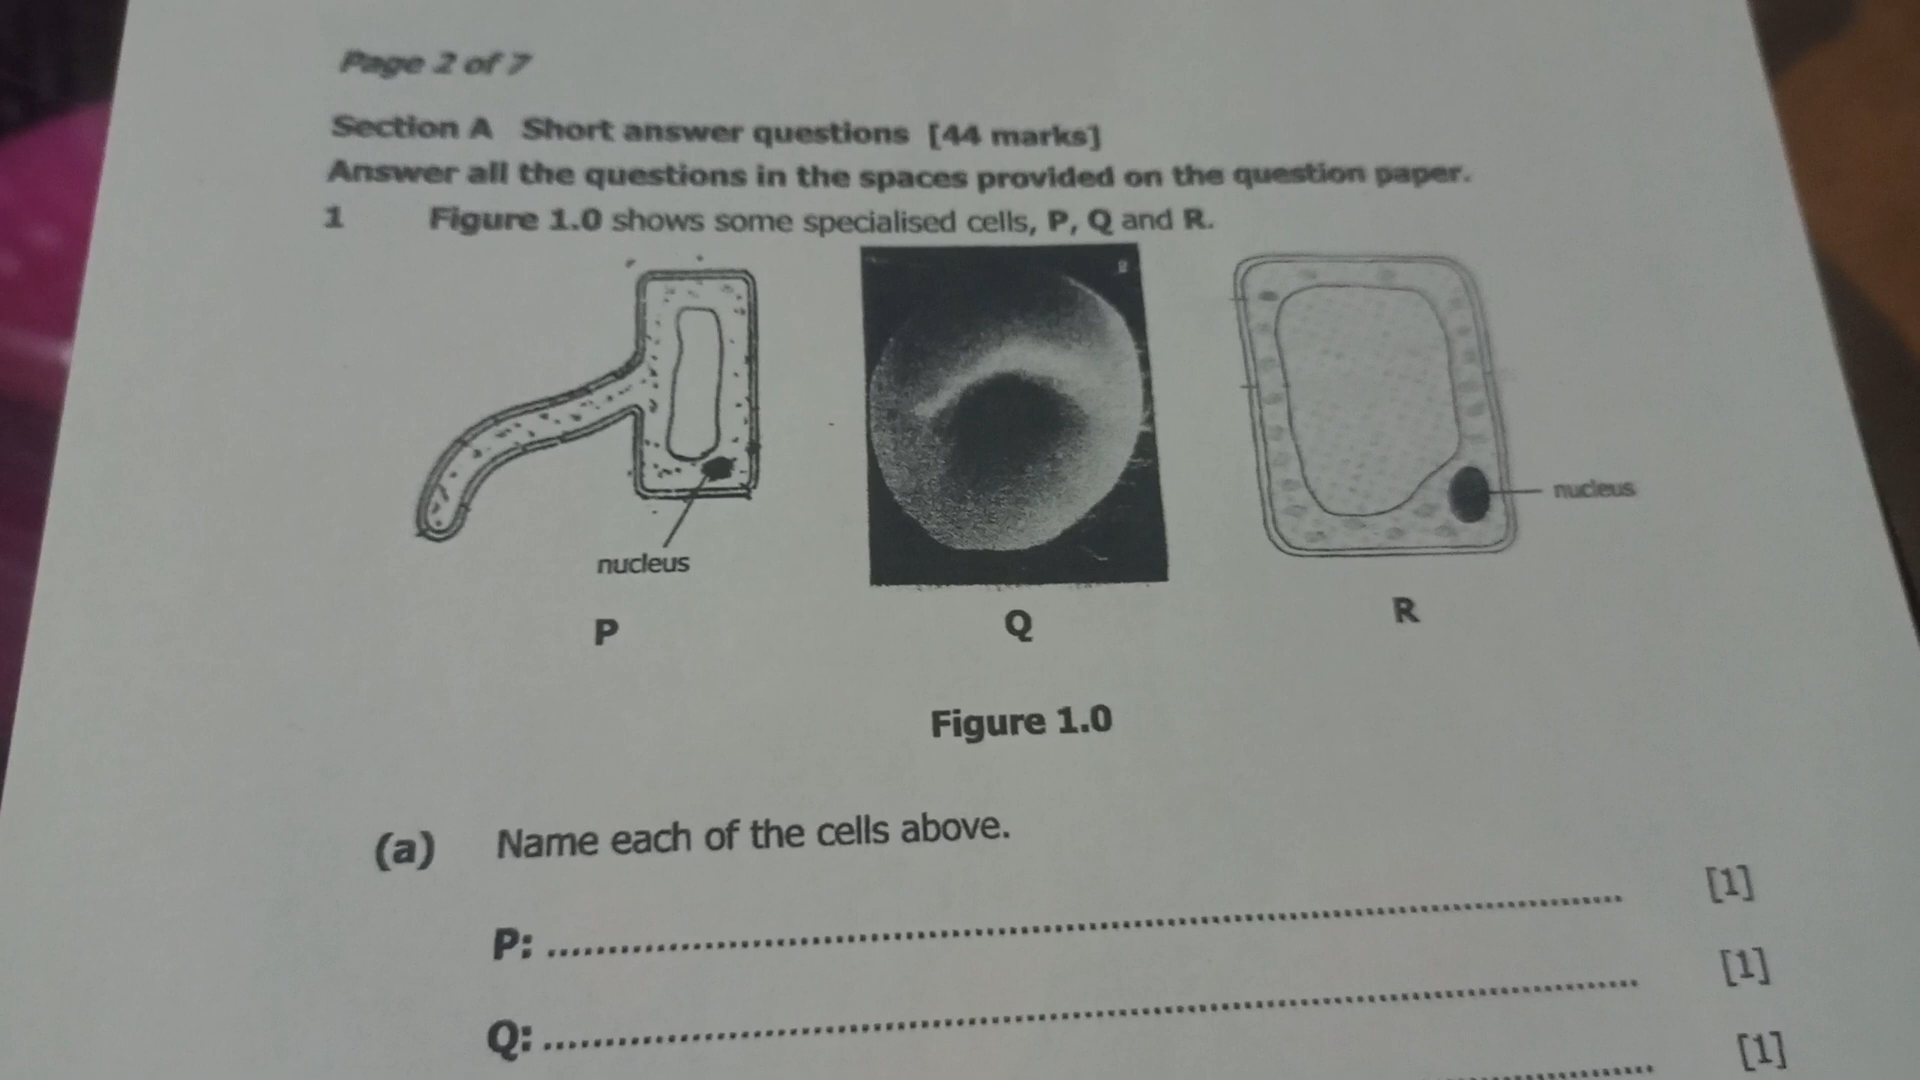 Page 2 of 7
Section A Short answer questions [44 marks]
Answer all the questions in the spaces provided on the question paper.
1 Figure 1.0 shows some specialised cells, P, Q and R.
nucleus
nucleus
P Q R
Figure 1.0
(a) Name each of the cells above.
P: .......................................................... [1]
Q: .......................................................... [1]
.......................................................... [1]